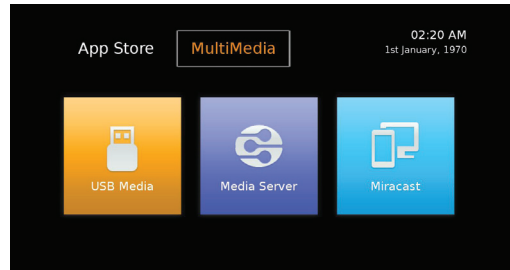 App Store
MultiMedia
02:20 AM
1st January, 1970
USB Media
Media Server
Miracast